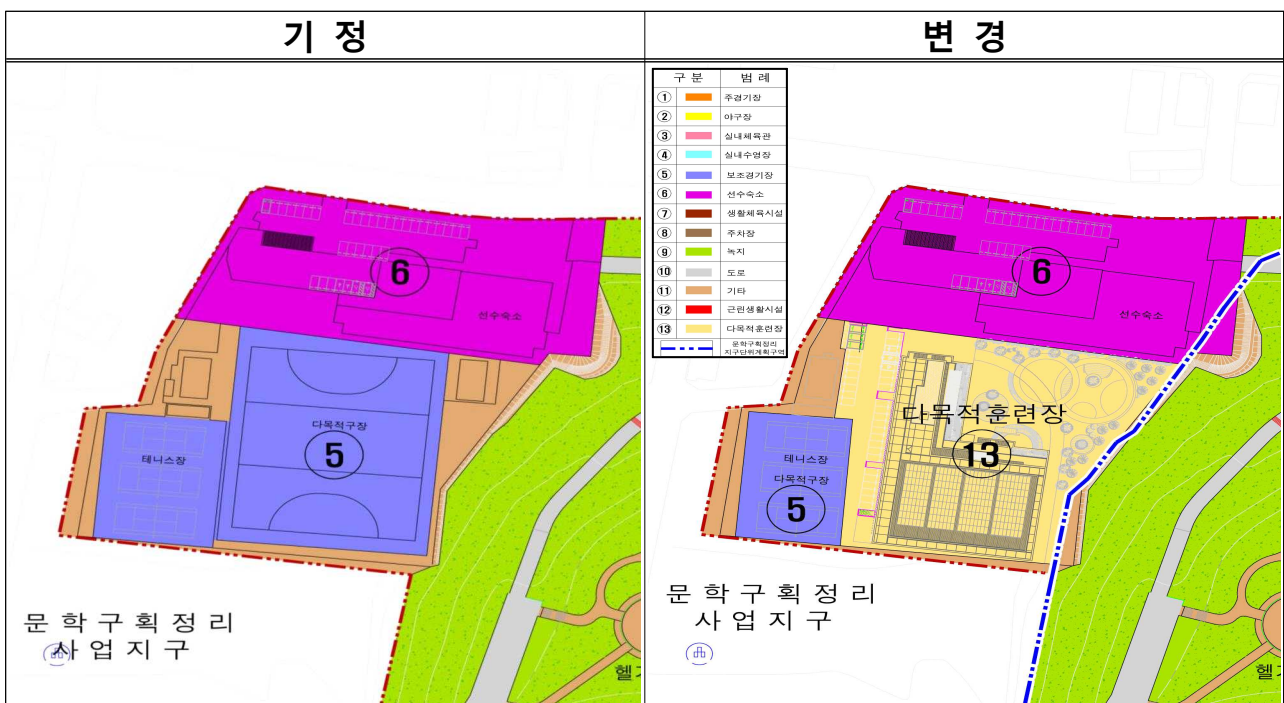 기 정
변 경
6
선수숙소
다목적구장
5
테니스장
문 학 구 획 정 리
사 업 지 구
헬
구 분 범 례
① 주경기장
② 야구장
③ 실내체육관
④ 실내수영장
⑤ 보조경기장
⑥ 선수숙소
⑦ 생활체육시설
⑧ 주차장
⑨ 녹지
⑩ 도로
⑪ 기타
⑫ 근린생활시설
⑬ 다목적훈련장
문학구획정리
지구단위계획구역
6
선수숙소
다목적훈련장
13
테니스장
다목적구장
5
문 학 구 획 정 리
사 업 지 구
헬